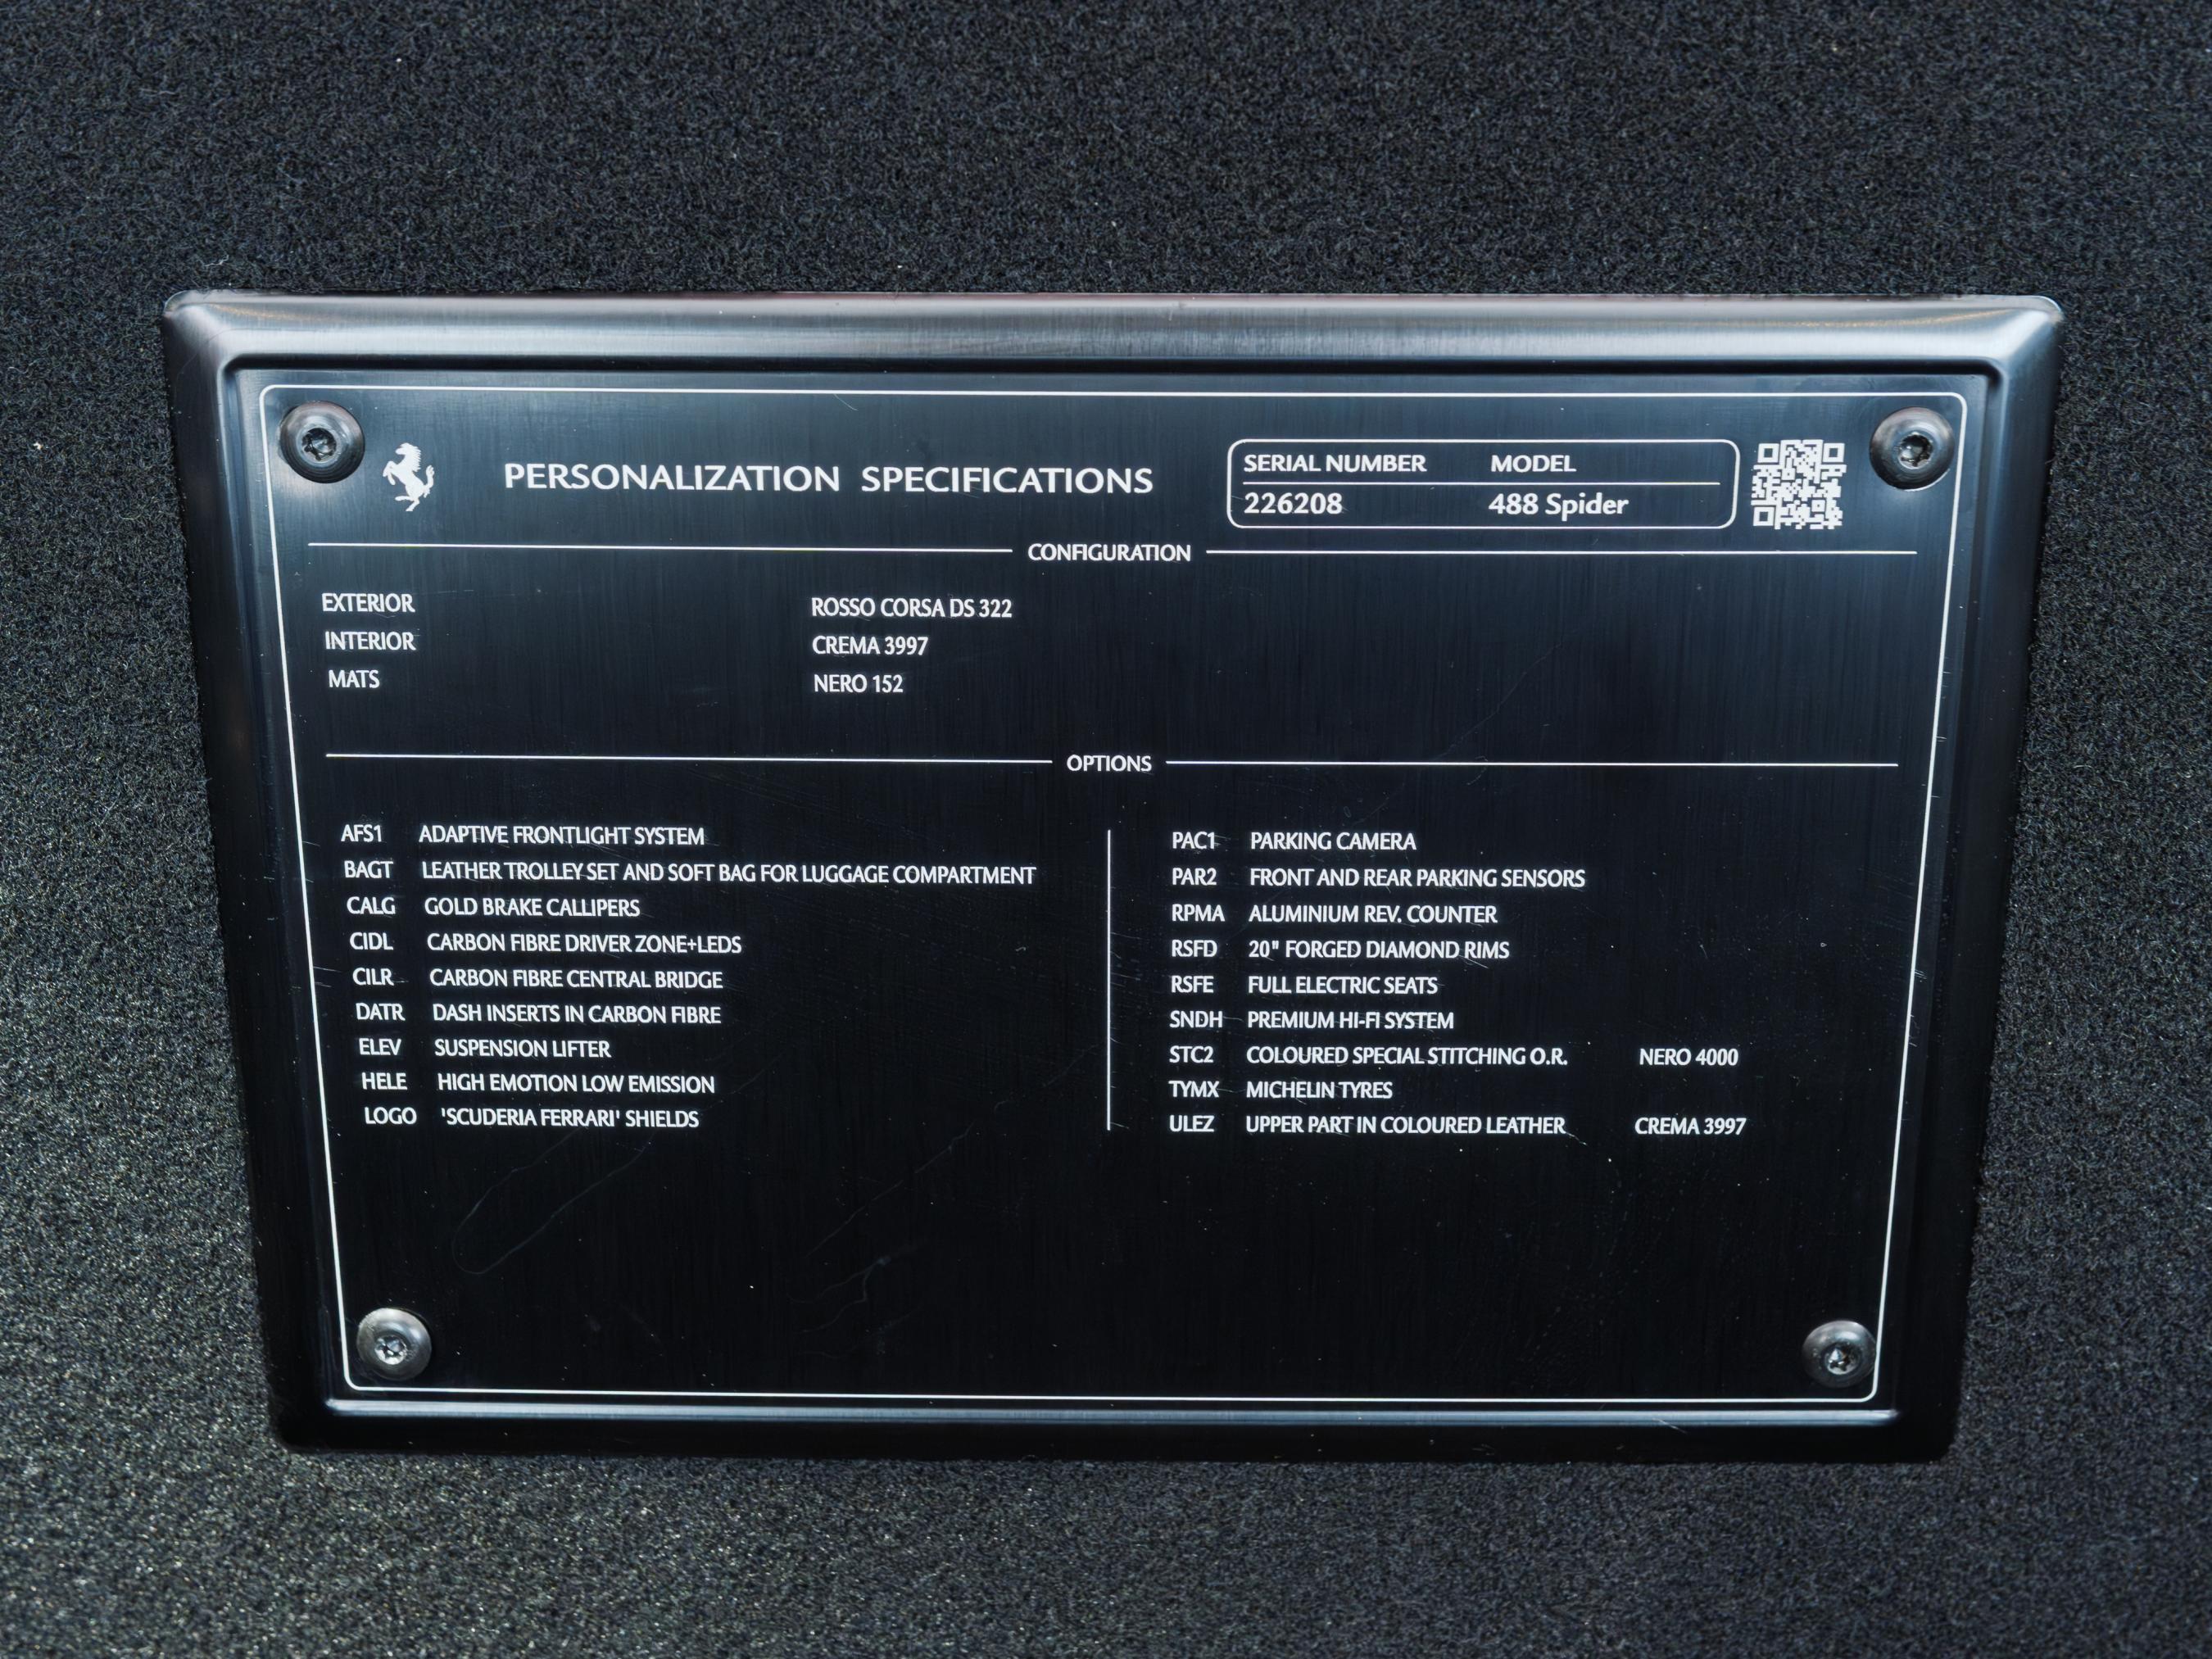 PERSONALIZATION SPECIFICATIONS
SERIAL NUMBER MODEL
226208 488 Spider
CONFIGURATION
EXTERIOR ROSSO CORSA DS 322
INTERIOR CREMA 3997
MATS NERO 152
OPTIONS
AFS1 ADAPTIVE FRONTLIGHT SYSTEM
BAGT LEATHER TROLLEY SET AND SOFT BAG FOR LUGGAGE COMPARTMENT
CALG GOLD BRAKE CALLIPERS
CIDL CARBON FIBRE DRIVER ZONE+LEDS
CILR CARBON FIBRE CENTRAL BRIDGE
DATR DASH INSERTS IN CARBON FIBRE
ELEV SUSPENSION LIFTER
HELE HIGH EMOTION LOW EMISSION
LOGO 'SCUDERIA FERRARI' SHIELDS
PAC1 PARKING CAMERA
PAR2 FRONT AND REAR PARKING SENSORS
RPMA ALUMINIUM REV. COUNTER
RSFD 20" FORGED DIAMOND RIMS
RSFE FULL ELECTRIC SEATS
SNDH PREMIUM HI-FI SYSTEM
STC2 COLOURED SPECIAL STITCHING O.R. NERO 4000
TYMX MICHELIN TYRES
ULEZ UPPER PART IN COLOURED LEATHER CREMA 3997